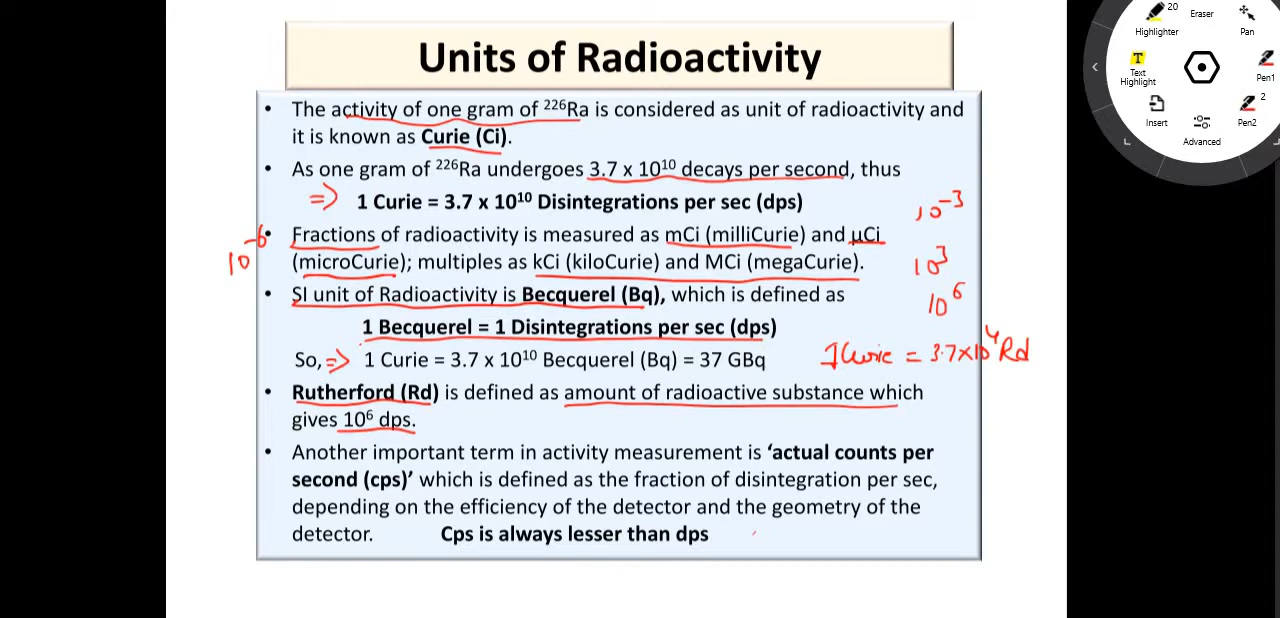 Units of Radioactivity
• The activity of one gram of ²²⁶Ra is considered as unit of radioactivity and
it is known as Curie (Ci).
• As one gram of ²²⁶Ra undergoes 3.7 x 10¹⁰ decays per second, thus
=> 1 Curie = 3.7 x 10¹⁰ Disintegrations per sec (dps)
10⁻³
• Fractions of radioactivity is measured as mCi (milliCurie) and µCi
10⁻⁶
(microCurie); multiples as kCi (kiloCurie) and MCi (megaCurie).
10³
• SI unit of Radioactivity is Becquerel (Bq), which is defined as
10⁶
1 Becquerel = 1 Disintegrations per sec (dps)
So, => 1 Curie = 3.7 x 10¹⁰ Becquerel (Bq) = 37 GBq
1 Curie = 3.7×10⁴ Rd
• Rutherford (Rd) is defined as amount of radioactive substance which
gives 10⁶ dps.
• Another important term in activity measurement is ‘actual counts per
second (cps)’ which is defined as the fraction of disintegration per sec,
depending on the efficiency of the detector and the geometry of the
detector. Cps is always lesser than dps
20
Highlighter
Eraser
Pan
Text
Highlight
Pen1
Insert
2
Pen2
Advanced